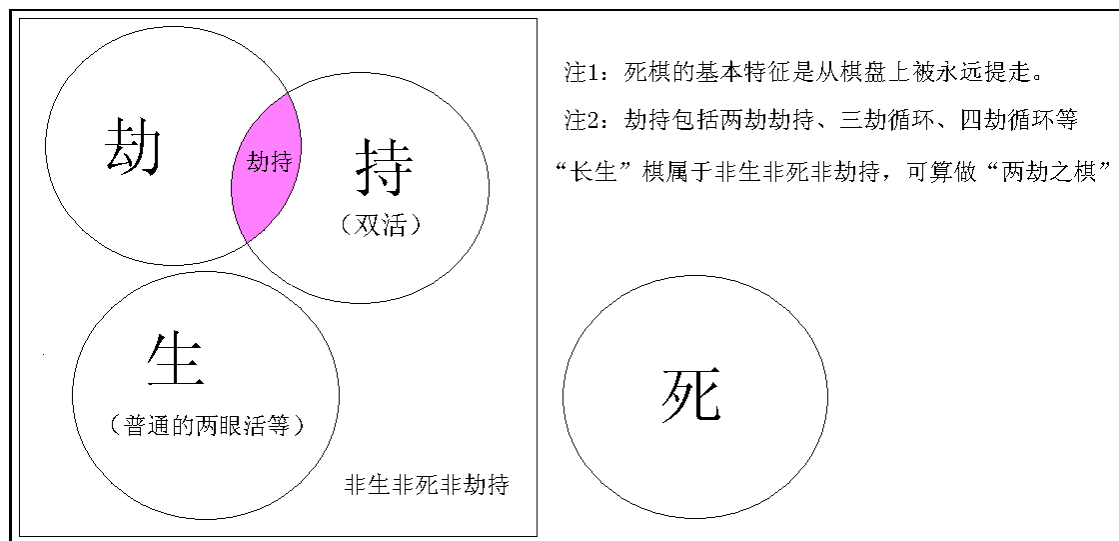 劫
劫持
持
（双活）
生
（普通的两眼活等）
非生非死非劫持
注1：死棋的基本特征是从棋盘上被永远提走。
注2：劫持包括两劫劫持、三劫循环、四劫循环等
“长生”棋属于非生非死非劫持，可算做“两劫之棋”
死